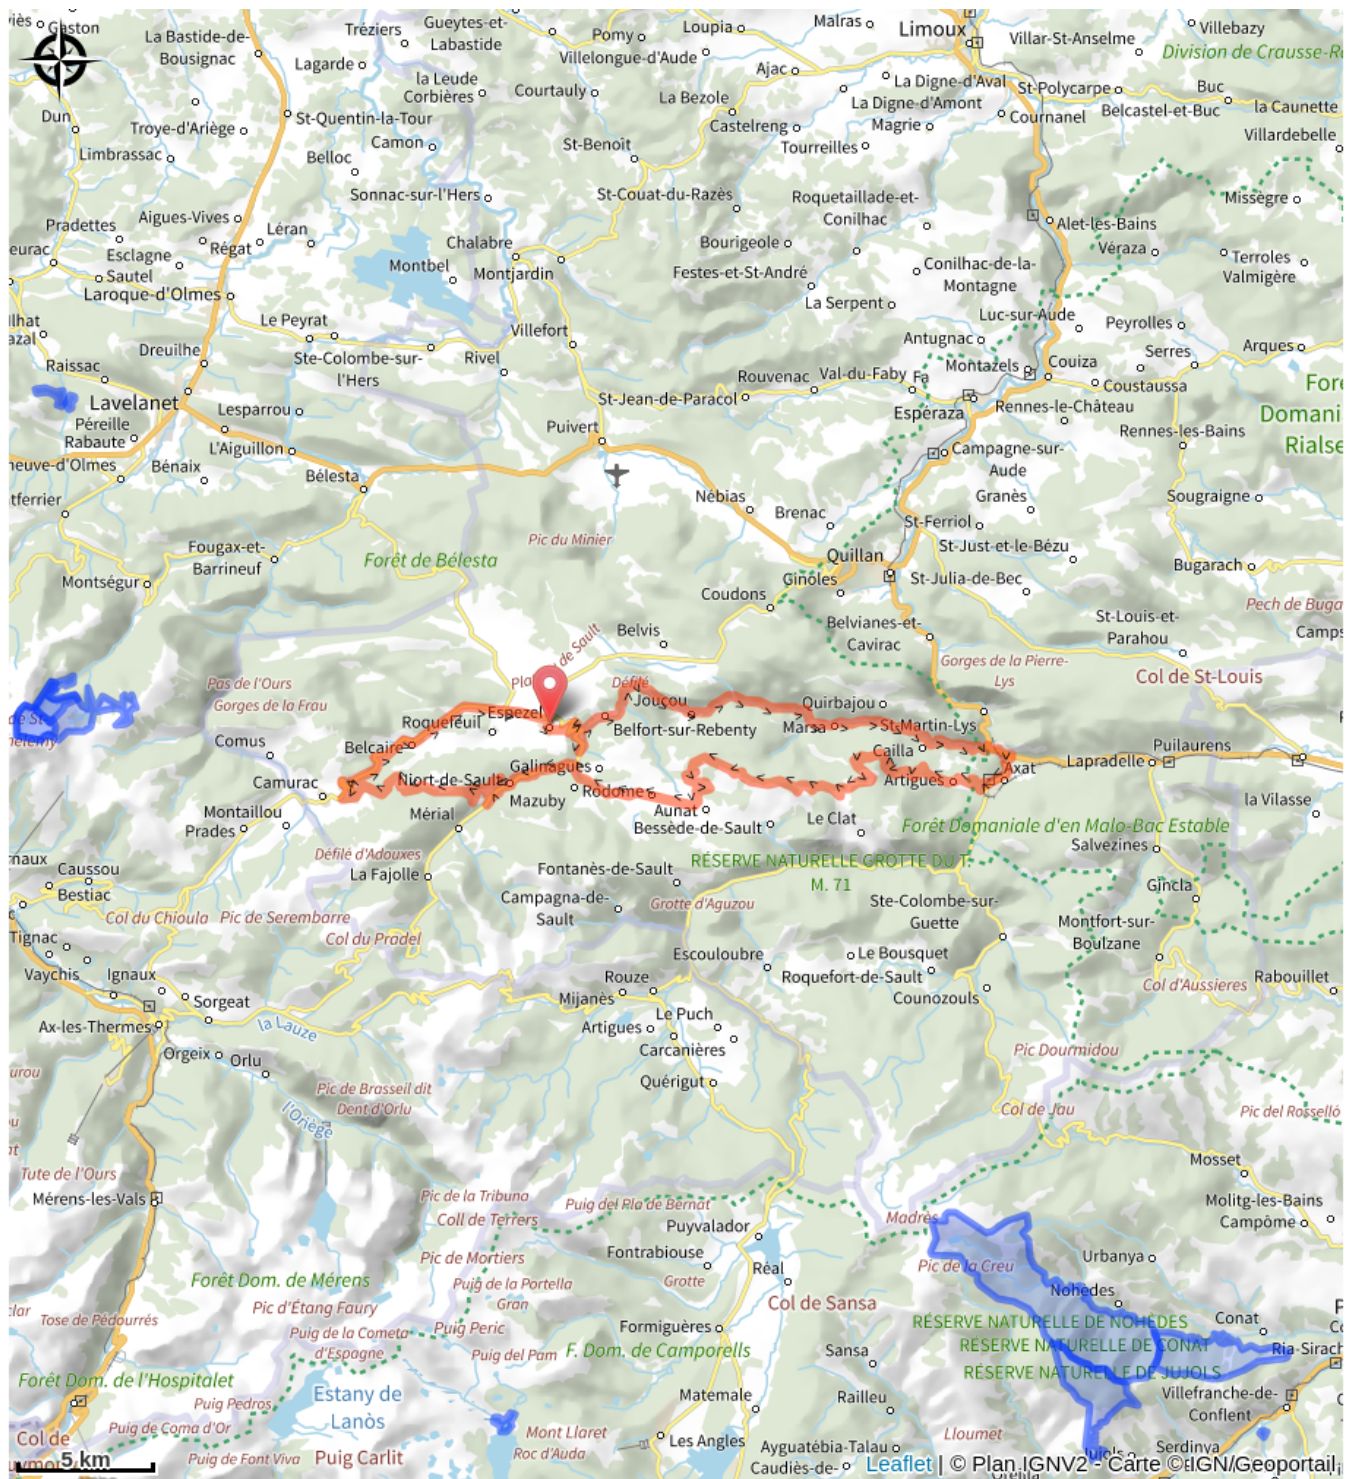 Gaston
La Bastide-de-
Bousignac
Tréziers
Gueytes-et-
Labastide
Pomy
Loupia
Malras
Limoux
Villar-St-Anselme
Villebazy
Division de Crausse-R
Lagarde
la Leude
Corbières
Villelongue-d'Aude
Ajac
La Digne-d'Aval
Courtauly
La Bezole
La Digne-d'Amont
St-Polycarpe
Buc
Belcastel-et-Buc
la Caunette
Dun
Troye-d'Ariège
St-Quentin-la-Tour
Camon
Castelreng
Magrie
Cournanel
Villardebelle
Limbrassac
Belloc
St-Benoît
Tourreilles
Sonnac-sur-l'Hers
St-Couat-du-Razès
Roquetaillade-et-
Conilhac
Missègre
Pradettes
Aigues-Vives
Léran
Alet-les-Bains
eurac
Esclagne
Régat
Chalabre
Bourigeole
Véraza
Terroles
Sautel
Montbel
Montjardin
Festes-et-St-André
Conilhac-de-la-
Montagne
Valmigère
Laroque-d'Olmes
La Serpent
Luc-sur-Aude
ilhat
azal
Le Peyrat
Villefort
Antugnac
Peyrolles
Dreuilhe
Ste-Colombe-sur-
l'Hers
Rivel
Montazels
Couiza
Serres
Arques
Raissac
Rouvenac
Val-du-Faby
Fa
Coustaussa
Fore
Domani
Rialse
Lavelanet
Lesparrou
St-Jean-de-Paracol
Espéraza
Rennes-le-Château
Péreille
Rabaute
Puivert
Rennes-les-Bains
L'Aiguillon
Campagne-sur-
Aude
neuve-d'Olmes
Bénaix
Bélesta
Nébias
Granès
Sougraigne
tferrier
Brenac
St-Ferriol
Fougax-et-
Barrineuf
Forêt de Bélesta
Pic du Minier
Quillan
St-Just-et-le-Bézu
Bugarach
Montségur
Ginoles
St-Julia-de-Bec
Coudons
Pech de Buga
Belvis
Belvianes-et-
Cavirac
St-Louis-et-
Parahou
Camps
Gorges de la Pierre-
Lys
Col de St-Louis
Pas de l'Ours
Gorges de la Frau
de Sault
Défilé
Joucou
Quirbajou
Espezel
Roquefeuil
Belfort-sur-Rebenty
Marsa
St-Martin-Lys
Comus
Belcaire
Cailla
Puilaurens
Camurac
Niort-de-Sault
Galinagues
Artigues
Axat
Lapradelle
Montaillou
Mazuby
Rodome
la Vilasse
Prades
Mérial
Aunat
Bessède-de-Sault
Le Clat
Forêt Domaniale d'en Malo-Bac Estable
Salvezines
naux
Caussou
Défilé d'Adouxes
La Fajolle
Fontanès-de-Sault
RÉSERVE NATURELLE GROTTE DU T.
M. 71
Bestiac
Campagna-de-
Sault
Grotte d'Aguzou
Gincla
Col du Chioula
Pic de Serembarre
Ste-Colombe-sur-
Guette
Montfort-sur-
Boulzane
Tignac
Col du Pradel
Escouloubre
Le Bousquet
Vaychis
Ignaux
Rouze
Roquefort-de-Sault
Col d'Aussieres
Rabouillet
Sorgeat
Mijanès
Counozouls
Ax-les-Thermes
la Lauze
Artigues
Le Puch
Orgeix
Orlu
Carcanières
Pic Dourmidou
Quérigut
Pic de Brasseil dit
Dent d'Orlu
l'Oriège
Col de Jau
Pic del Rosselló
Tute de l'Ours
Mosset
Mérens-les-Vals
Pic de la Tribuna
Puig del Pla de Bernat
Molitg-les-Bains
Coll de Terrers
Madrès
Campôme
Puyvalador
Pic de Mortiers
Fontrabiouse
Pic de la Creu
Urbanya
Forêt Dom. de Mérens
Puig de la Portella
Gran
Grotte
Réal
Nohèdes
clar
Pic d'Étang Faury
Col de Sansa
Tose de Pédourrés
Puig de la Cometa
d'Espagne
Puig Peric
Formiguères
RÉSERVE NATURELLE DE NOHÈDES
Conat
RÉSERVE NATURELLE DE CONAT
Puig del Pam
F. Dom. de Camporells
Sansa
Ria-Sirach
RÉSERVE NATURELLE DE JUJOLS
Forêt Dom. de l'Hospitalet
Estany de
Lanòs
Matemale
Railleu
Villefranche-de-
Conflent
Puig Pedros
Puig de Coma d'Or
Mont Llaret
Lloumet
Col de
Puig de Font Viva
Puig Carlit
Roc d'Auda
Les Angles
Ayguatébia-Talau
Caudiès-de-
Jujols
Serdinya
5 km
Leaflet | © Plan IGNV2 - Carte © IGN/Geoportail